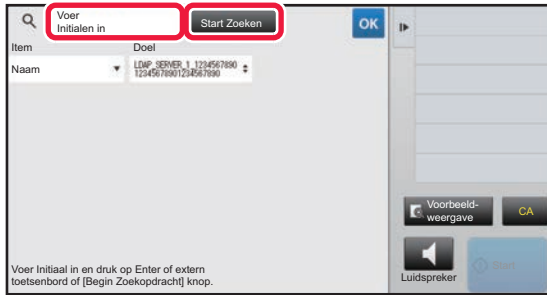 Voer
Initialen in
Start Zoeken
OK
Item
Doel
Naam
LDAP_SERVER_1_1234567890
12345678901234567890
Voorbeeld-
weergave
CA
Luidspreker
Start
Voer Initiaal in en druk op Enter of extern
toetsenbord of [Begin Zoekopdracht] knop.